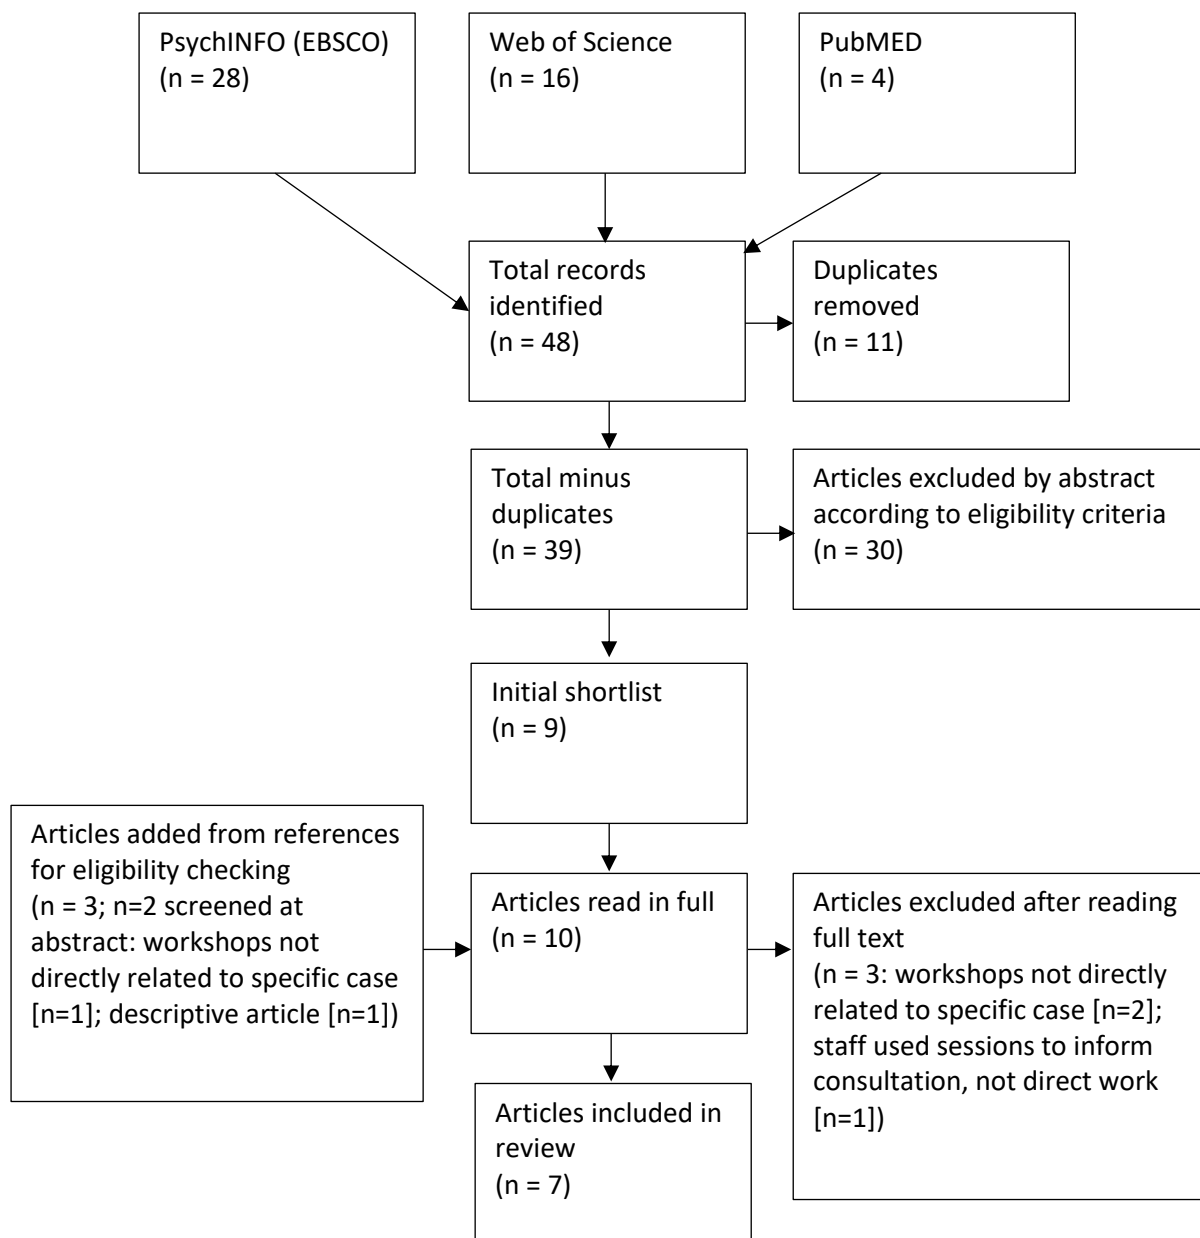 PsychINFO (EBSCO)
(n = 28)
Web of Science
(n = 16)
PubMED
(n = 4)
Total records
identified
(n = 48)
Duplicates
removed
(n = 11)
Total minus
duplicates
(n = 39)
Articles excluded by abstract
according to eligibility criteria
(n = 30)
Initial shortlist
(n = 9)
Articles added from references
for eligibility checking
(n = 3; n=2 screened at
abstract: workshops not
directly related to specific case
[n=1]; descriptive article [n=1])
Articles read in full
(n = 10)
Articles excluded after reading
full text
(n = 3: workshops not directly
related to specific case [n=2];
staff used sessions to inform
consultation, not direct work
[n=1])
Articles included in
review
(n = 7)